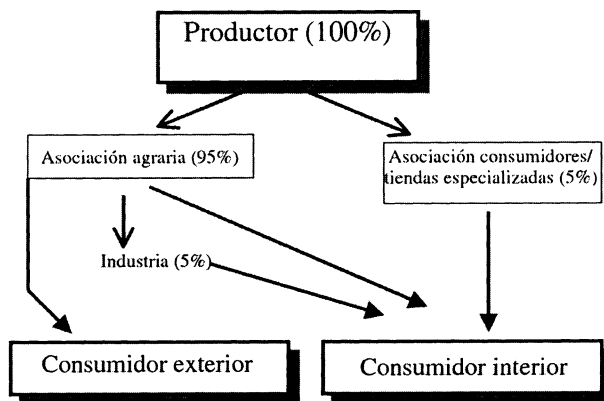 Productor (100%)
Asociación agraria (95%)
Asociación consumidores/
tiendas especializadas (5%)
Industria (5%)
Consumidor exterior
Consumidor interior